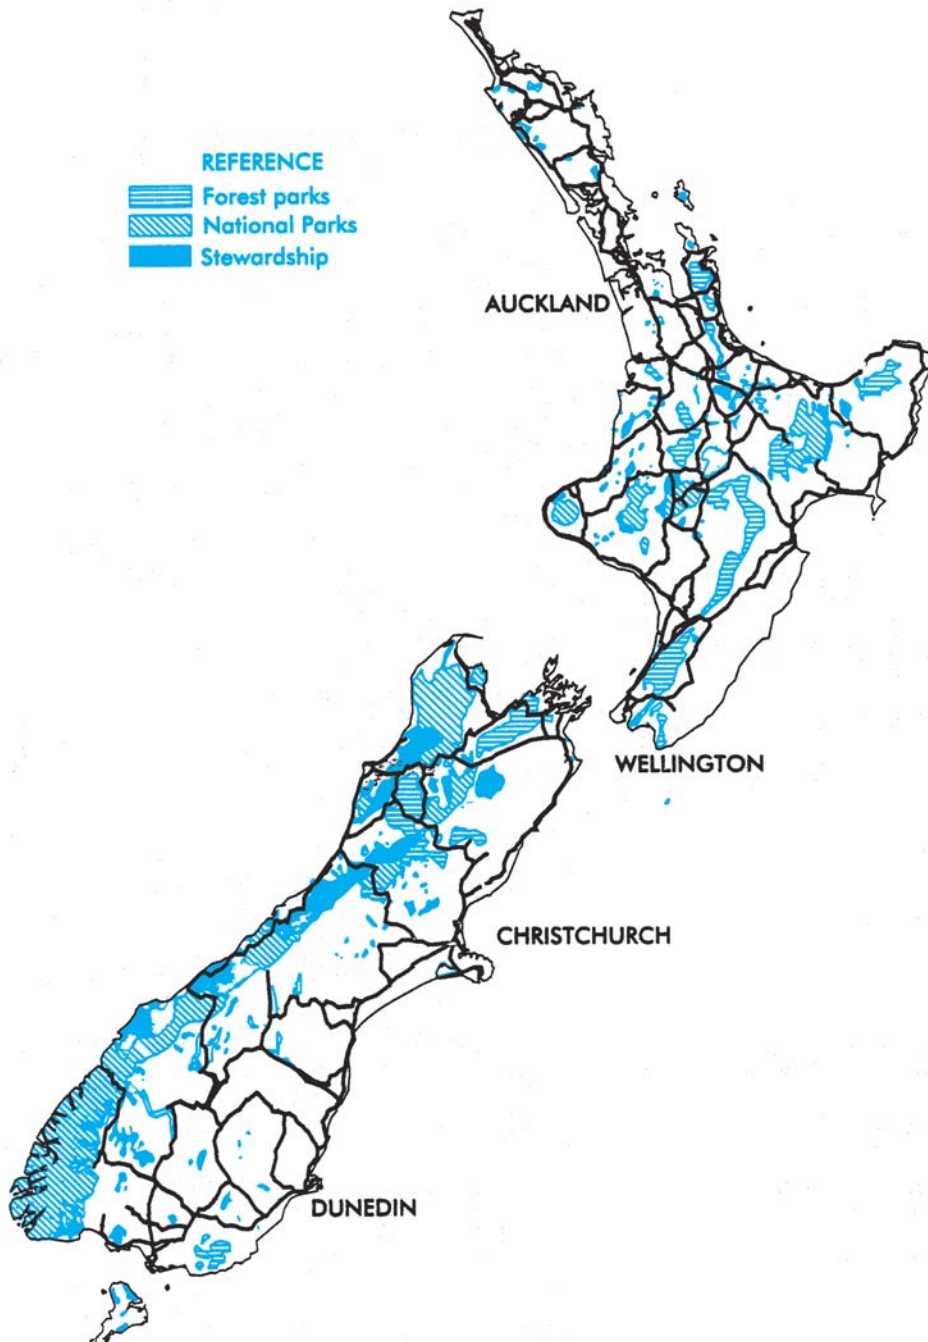 REFERENCE
Forest parks
National Parks
Stewardship
AUCKLAND
WELLINGTON
CHRISTCHURCH
DUNEDIN